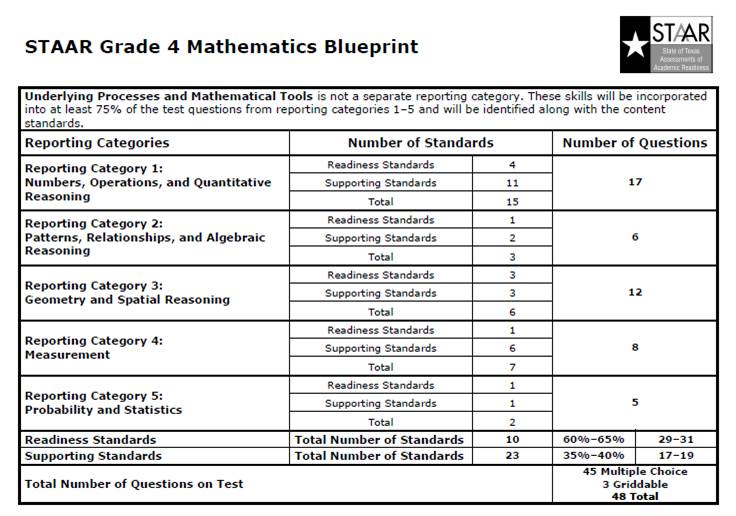 STAAR Grade 4 Mathematics Blueprint
STAAR
State of Texas
Assessments of
Academic Readiness
Underlying Processes and Mathematical Tools is not a separate reporting category. These skills will be incorporated
into at least 75% of the test questions from reporting categories 1–5 and will be identified along with the content
standards.
Reporting Categories Number of Standards Number of Questions
Reporting Category 1:
Numbers, Operations, and Quantitative
Reasoning
Readiness Standards 4
Supporting Standards 11
Total 15
17
Reporting Category 2:
Patterns, Relationships, and Algebraic
Reasoning
Readiness Standards 1
Supporting Standards 2
Total 3
6
Reporting Category 3:
Geometry and Spatial Reasoning
Readiness Standards 3
Supporting Standards 3
Total 6
12
Reporting Category 4:
Measurement
Readiness Standards 1
Supporting Standards 6
Total 7
8
Reporting Category 5:
Probability and Statistics
Readiness Standards 1
Supporting Standards 1
Total 2
5
Readiness Standards Total Number of Standards 10 60%–65% 29–31
Supporting Standards Total Number of Standards 23 35%–40% 17–19
Total Number of Questions on Test
45 Multiple Choice
3 Griddable
48 Total